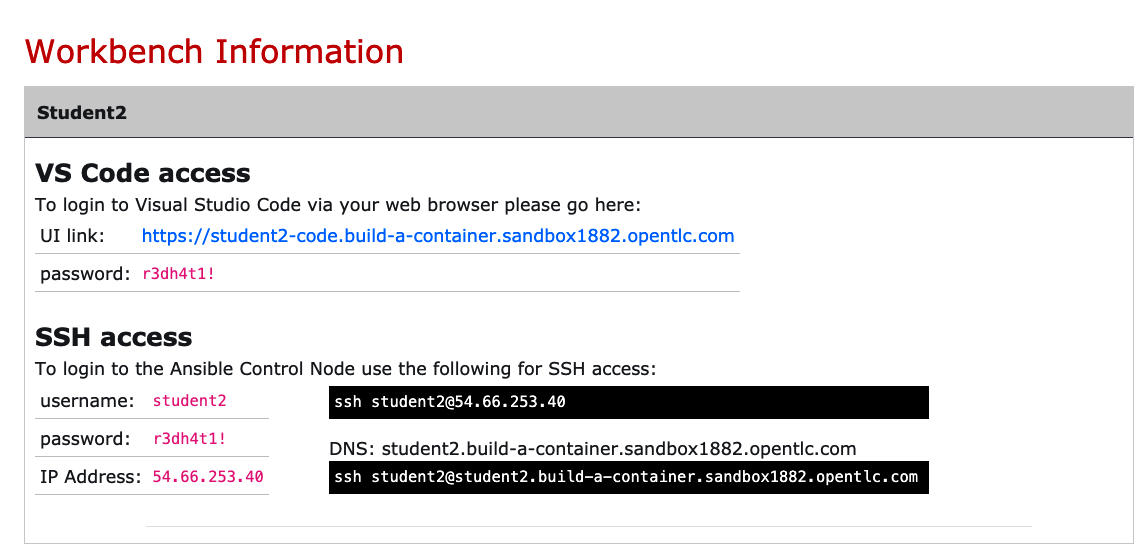 Workbench Information
Student2
VS Code access
To login to Visual Studio Code via your web browser please go here:
UI link: https://student2-code.build-a-container.sandbox1882.opentlc.com
password: r3dh4t1!
SSH access
To login to the Ansible Control Node use the following for SSH access:
username: student2
password: r3dh4t1!
IP Address: 54.66.253.40
ssh student2@54.66.253.40
DNS: student2.build-a-container.sandbox1882.opentlc.com
ssh student2@student2.build-a-container.sandbox1882.opentlc.com